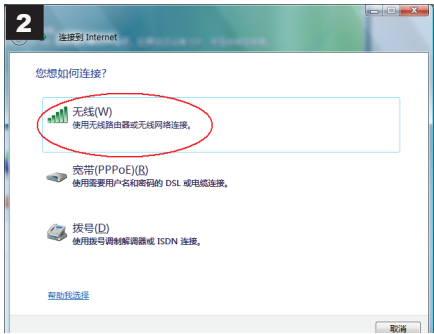 2
连接到 Internet
您想如何连接?
无线(W)
使用无线路由器或无线网络连接。
宽带(PPPoE)(R)
使用需要用户名和密码的 DSL 或电缆连接。
拨号(D)
使用拨号调制解调器或 ISDN 连接。
帮助我选择
取消